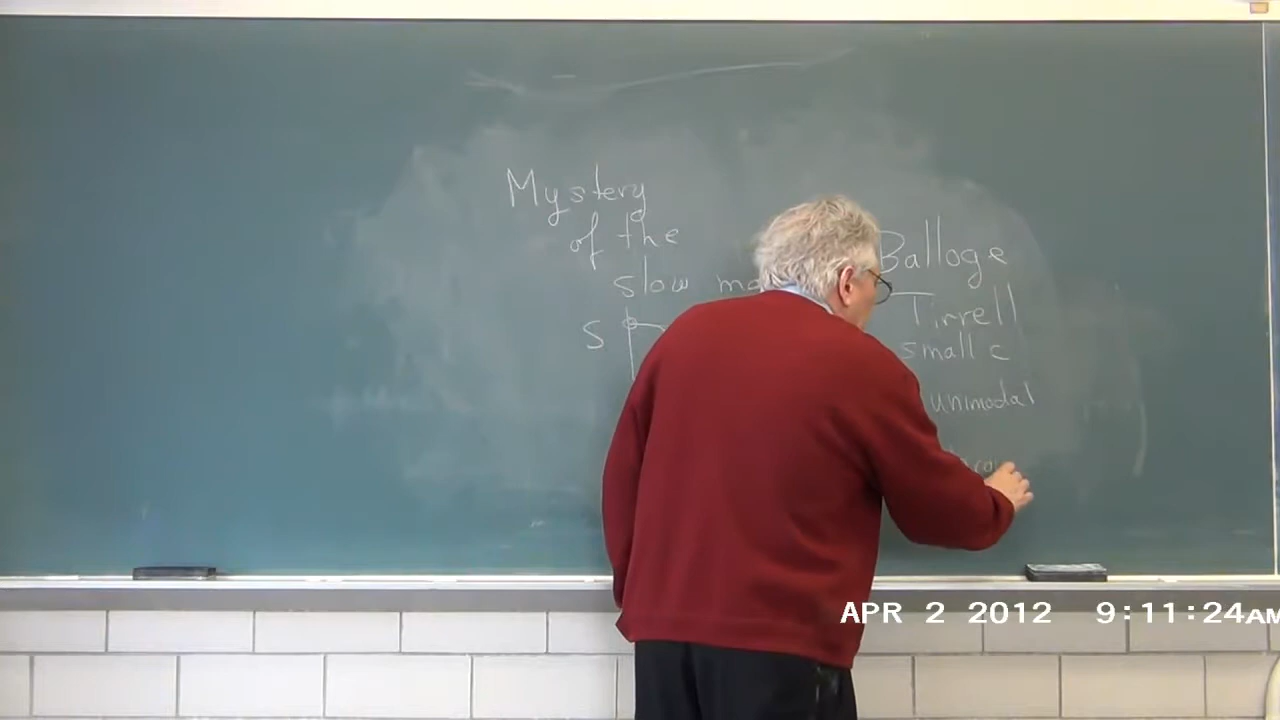 Mystery
of the
slow
S
Balloge
Tirrell
small c
unimodal
APR 2 2012 9:11:24AM